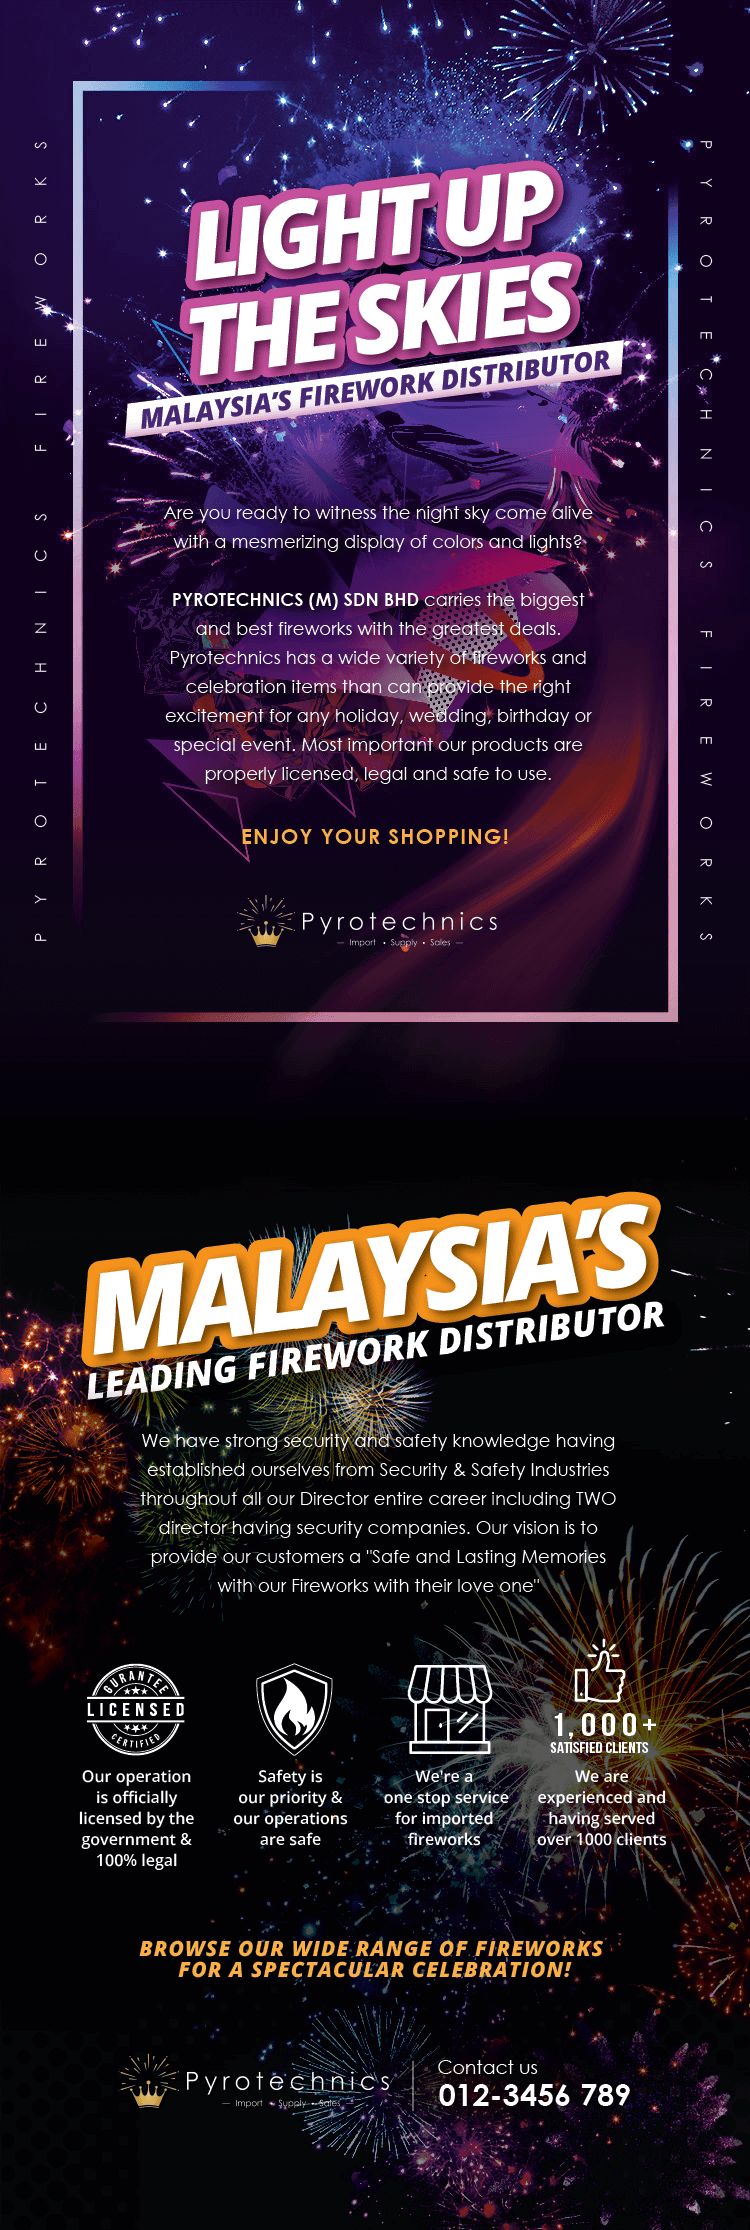 PYROTECHNICS FIREWORKS
PYROTECHNICS FIREWORKS
LIGHT UP
THE SKIES
MALAYSIA'S FIREWORK DISTRIBUTOR
Are you ready to witness the night sky come alive
with a mesmerizing display of colors and lights?
PYROTECHNICS (M) SDN BHD carries the biggest
and best fireworks with the greatest deals.
Pyrotechnics has a wide variety of fireworks and
celebration items than can provide the right
excitement for any holiday, wedding, birthday or
special event. Most important our products are
properly licensed, legal and safe to use.
ENJOY YOUR SHOPPING!
Pyrotechnics
— Import • Supply • Sales —
MALAYSIA'S
LEADING FIREWORK DISTRIBUTOR
We have strong security and safety knowledge having
established ourselves from Security & Safety Industries
throughout all our Director entire career including TWO
director having security companies. Our vision is to
provide our customers a "Safe and Lasting Memories
with our Fireworks with their love one"
GURANTEE
LICENSED
CERTIFIED
Our operation
is officially
licensed by the
government &
100% legal
Safety is
our priority &
our operations
are safe
We're a
one stop service
for imported
fireworks
1,000+
SATISFIED CLIENTS
We are
experienced and
having served
over 1000 clients
BROWSE OUR WIDE RANGE OF FIREWORKS
FOR A SPECTACULAR CELEBRATION!
Pyrotechnics
— Import • Supply • Sales —
Contact us
012-3456 789